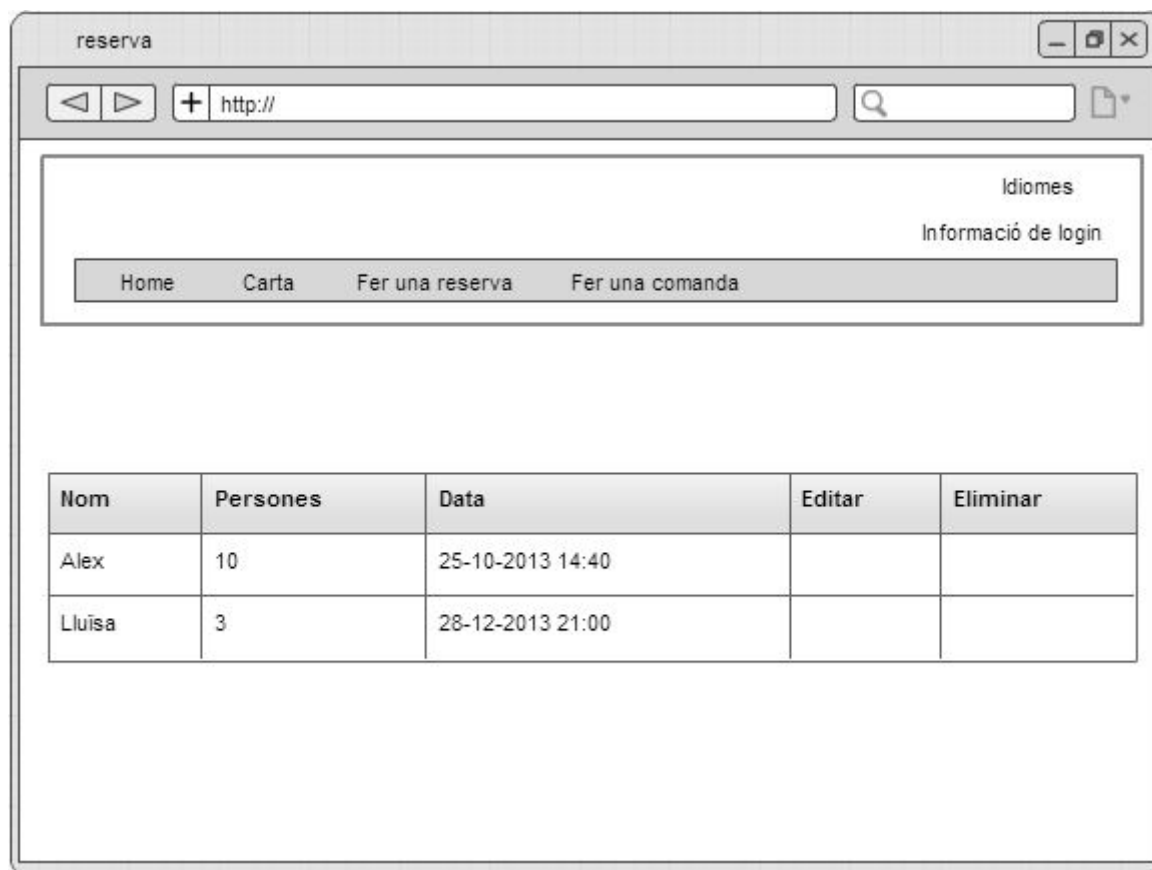 reserva
http://
Idiomes
Informació de login
Home Carta Fer una reserva Fer una comanda
Nom Persones Data Editar Eliminar
Alex 10 25-10-2013 14:40
Lluïsa 3 28-12-2013 21:00